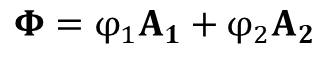 Φ = φ₁A₁ + φ₂A₂